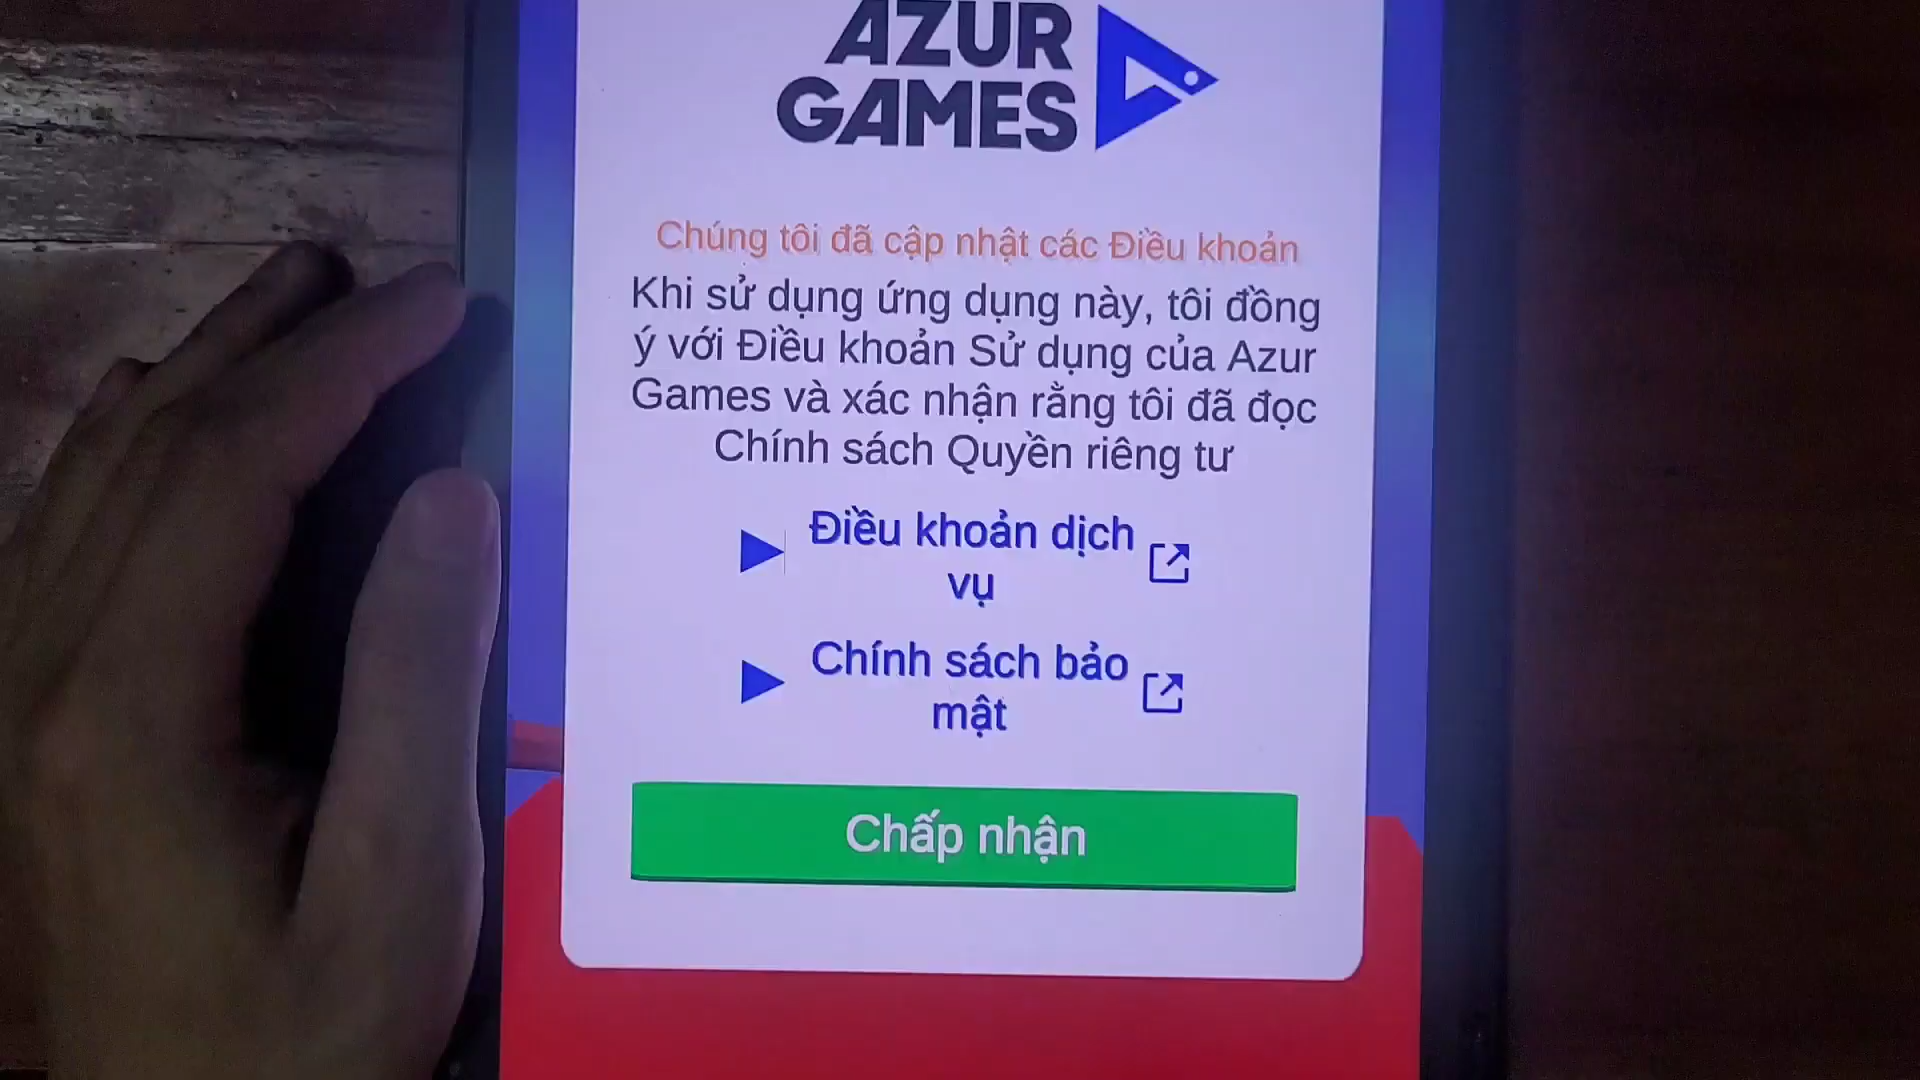 AZUR
GAMES
Chúng tôi đã cập nhật các Điều khoản
Khi sử dụng ứng dụng này, tôi đồng
ý với Điều khoản Sử dụng của Azur
Games và xác nhận rằng tôi đã đọc
Chính sách Quyền riêng tư
Điều khoản dịch
vụ
Chính sách bảo
mật
Chấp nhận